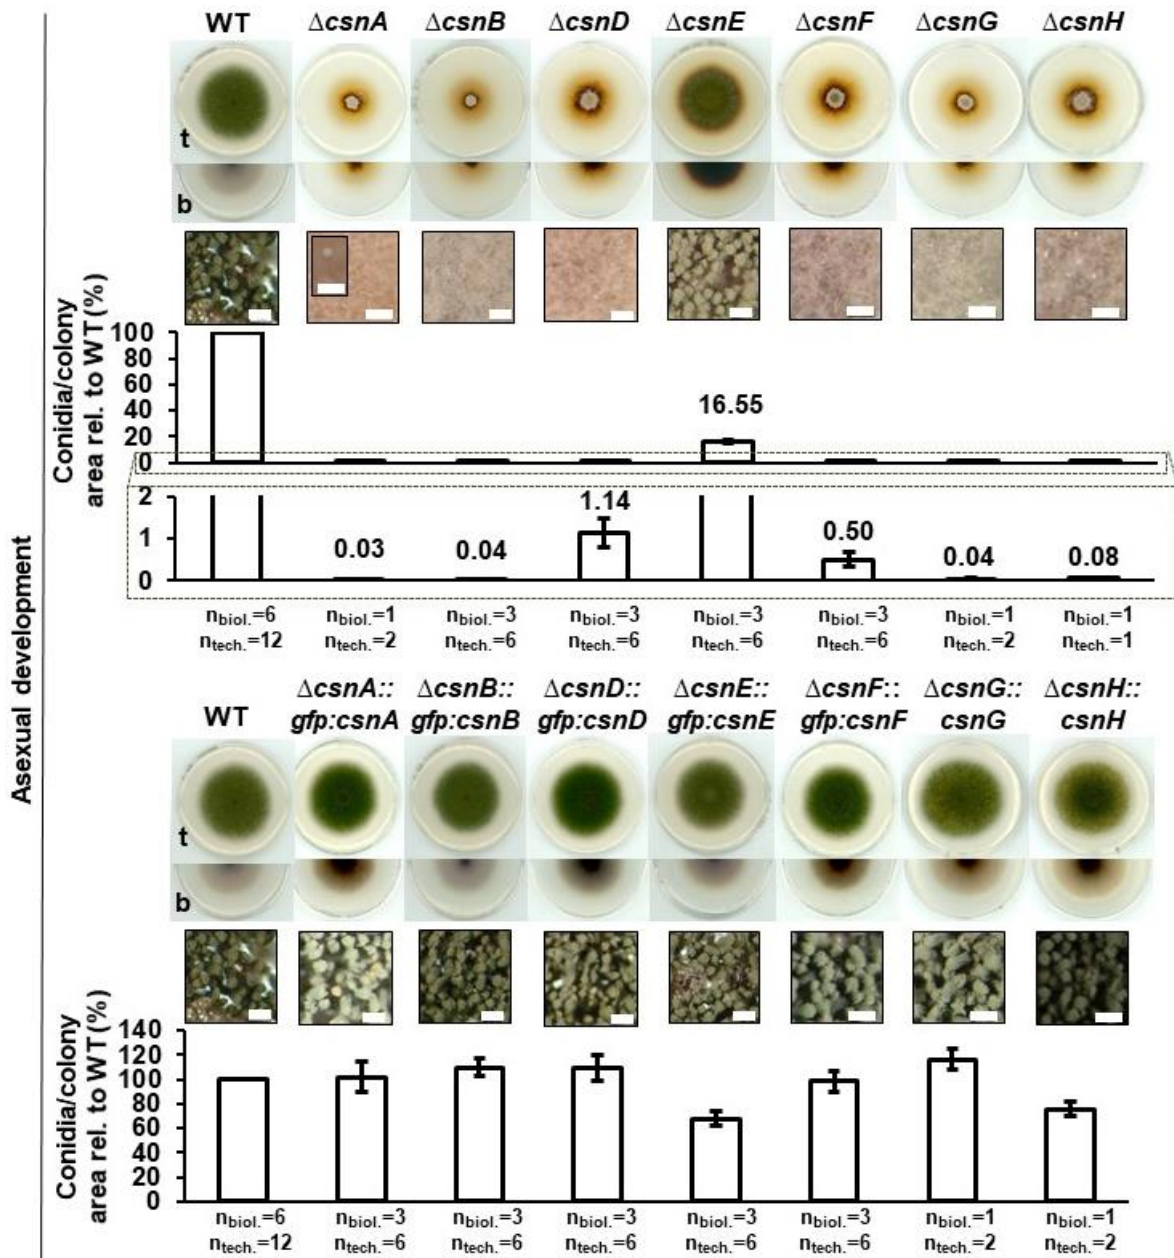 WT ΔcsnA ΔcsnB ΔcsnD ΔcsnE ΔcsnF ΔcsnG ΔcsnH
t
b
Asexual development
Conidia/colony
area rel. to WT(%)
100
80
60
40
20
0
16.55
2
1
0
0.03 0.04 1.14 0.50 0.04 0.08
nbiol.=6 nbiol.=1 nbiol.=3 nbiol.=3 nbiol.=3 nbiol.=3 nbiol.=1 nbiol.=1
ntech.=12 ntech.=2 ntech.=6 ntech.=6 ntech.=6 ntech.=6 ntech.=2 ntech.=1
WT ΔcsnA:: ΔcsnB:: ΔcsnD:: ΔcsnE:: ΔcsnF:: ΔcsnG:: ΔcsnH::
gfp:csnA gfp:csnB gfp:csnD gfp:csnE gfp:csnF csnG csnH
t
b
Conidia/colony
area rel. to WT(%)
140
120
100
80
60
40
20
0
nbiol.=6 nbiol.=3 nbiol.=3 nbiol.=3 nbiol.=3 nbiol.=3 nbiol.=1 nbiol.=1
ntech.=12 ntech.=6 ntech.=6 ntech.=6 ntech.=6 ntech.=6 ntech.=2 ntech.=2